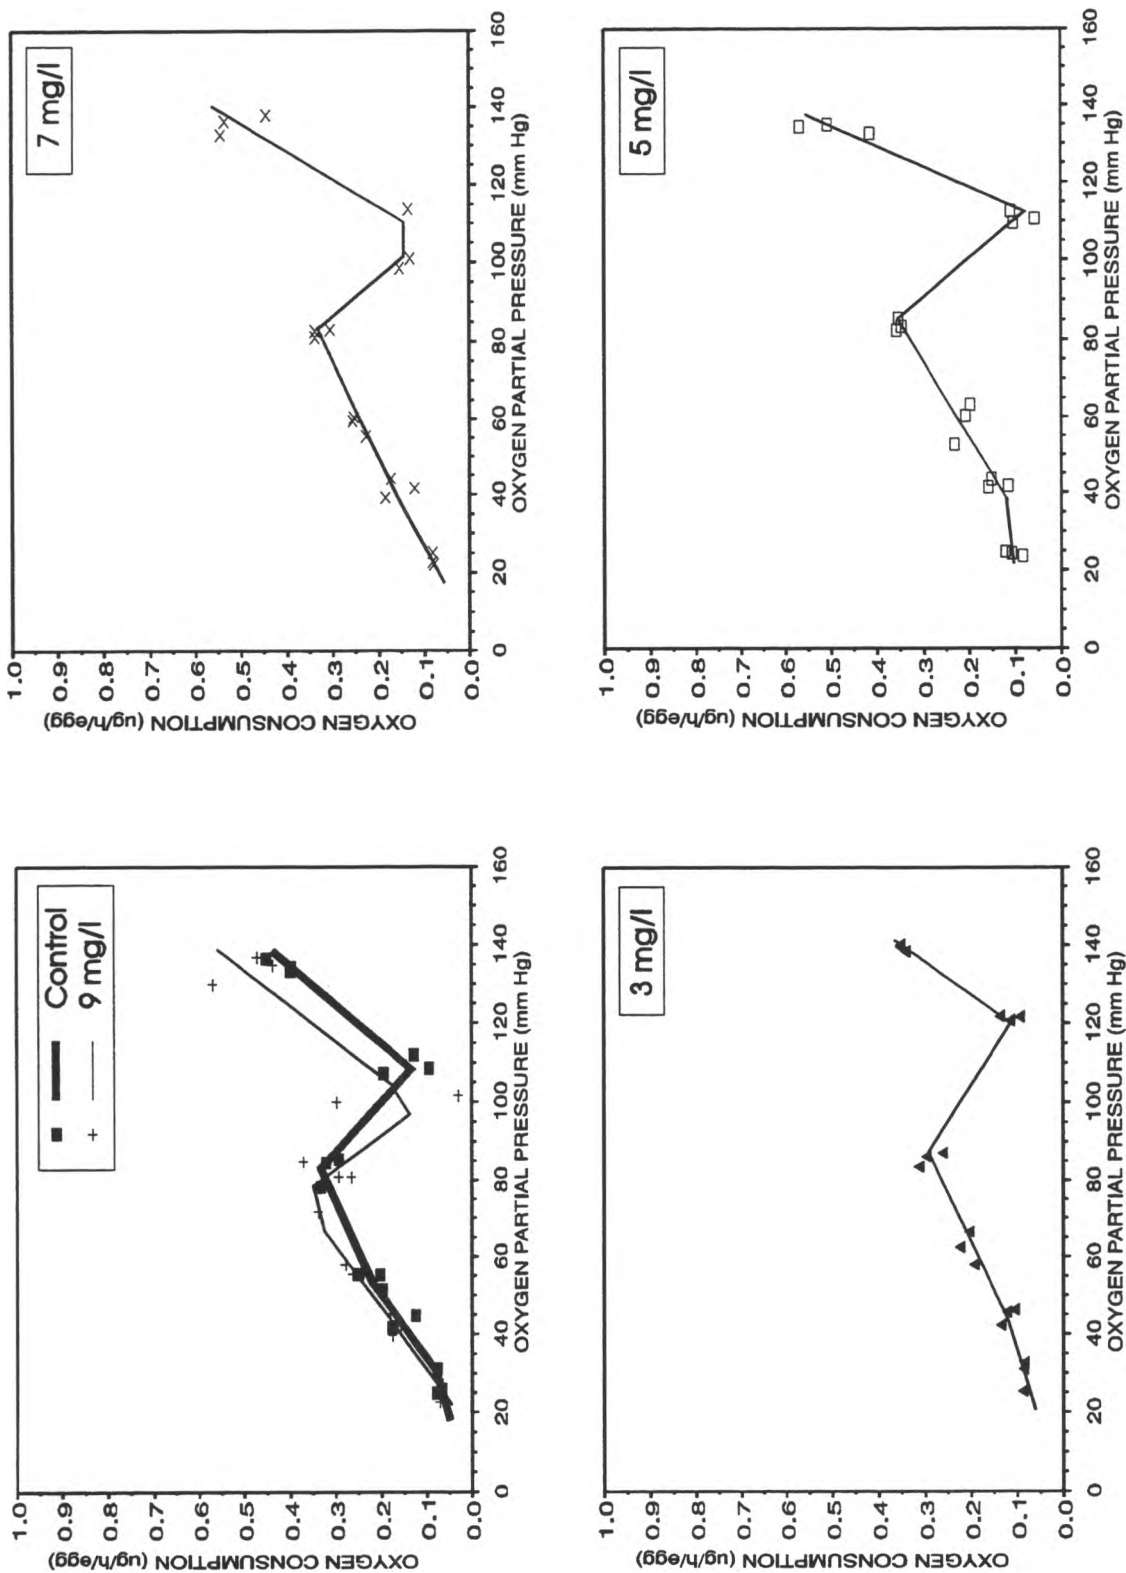 Control
9 mg/l
1.0
0.9
0.8
0.7
0.6
0.5
0.4
0.3
0.2
0.1
0.0
OXYGEN CONSUMPTION (ug/h/egg)
0 20 40 60 80 100 120 140 160
OXYGEN PARTIAL PRESSURE (mm Hg)
7 mg/l
1.0
0.9
0.8
0.7
0.6
0.5
0.4
0.3
0.2
0.1
0.0
OXYGEN CONSUMPTION (ug/h/egg)
0 20 40 60 80 100 120 140 160
OXYGEN PARTIAL PRESSURE (mm Hg)
3 mg/l
1.0
0.9
0.8
0.7
0.6
0.5
0.4
0.3
0.2
0.1
0.0
OXYGEN CONSUMPTION (ug/h/egg)
0 20 40 60 80 100 120 140 160
OXYGEN PARTIAL PRESSURE (mm Hg)
5 mg/l
1.0
0.9
0.8
0.7
0.6
0.5
0.4
0.3
0.2
0.1
0.0
OXYGEN CONSUMPTION (ug/h/egg)
0 20 40 60 80 100 120 140 160
OXYGEN PARTIAL PRESSURE (mm Hg)